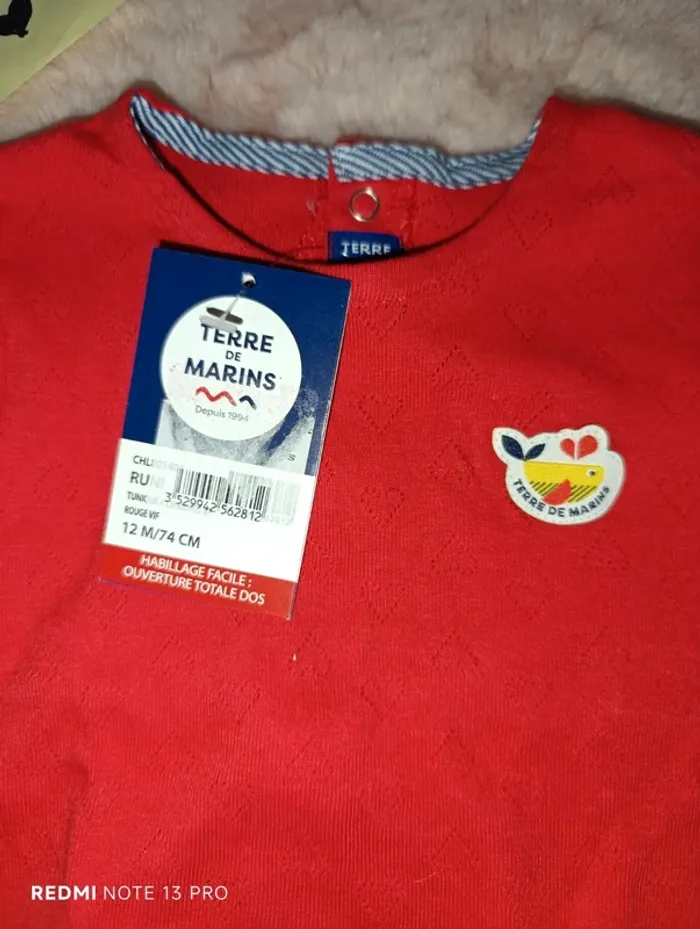 TERRE
TERRE
DE
MARINS
Depuis 1994
TUNI
3 529942 562812
ROUGE VIF
12 M/74 CM
HABILLAGE FACILE :
OUVERTURE TOTALE DOS
TERRE DE MARINS
REDMI NOTE 13 PRO